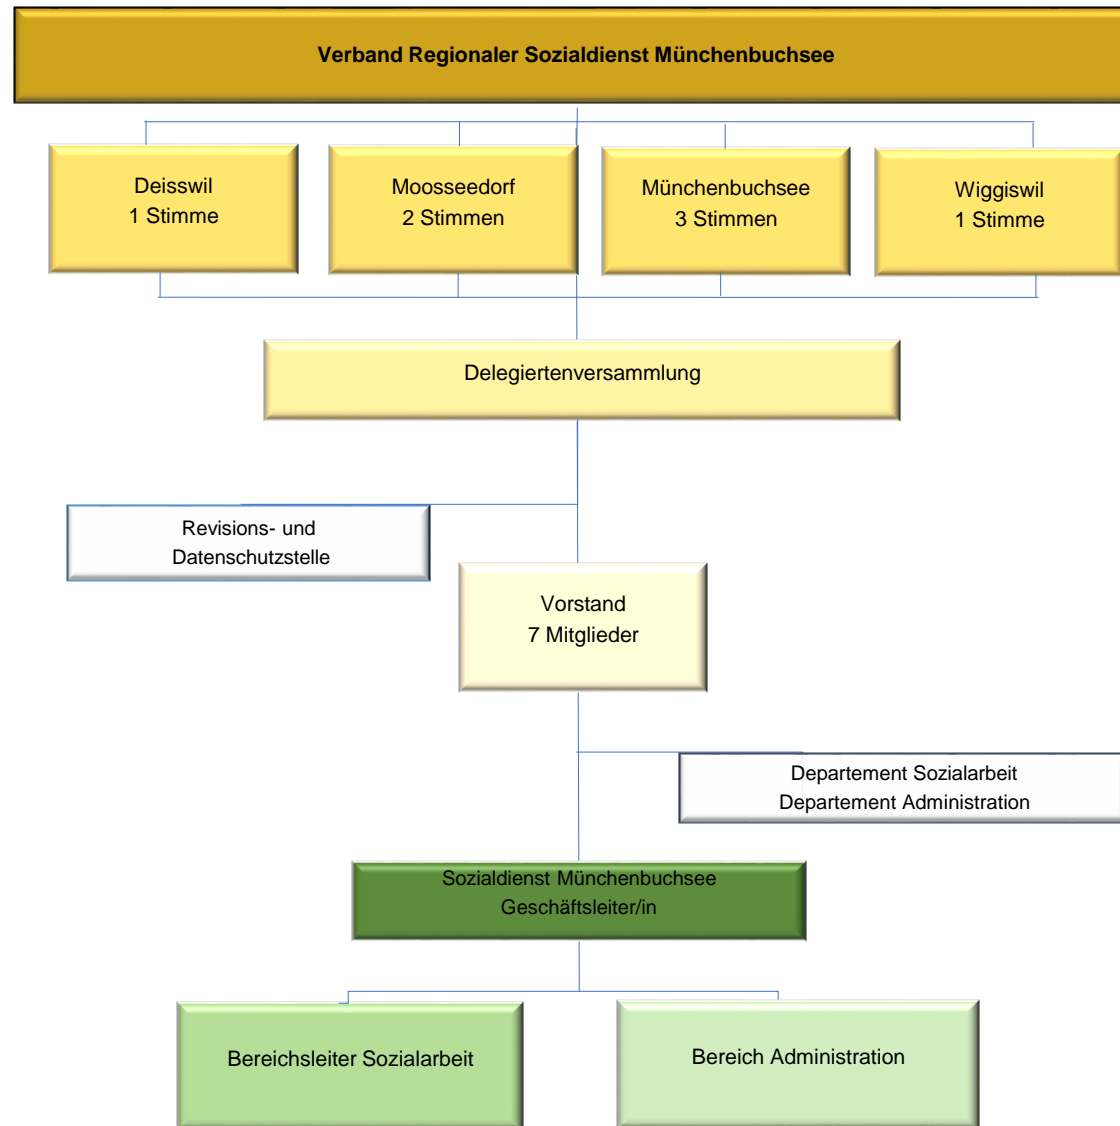 Verband Regionaler Sozialdienst Münchenbuchsee
Deisswil
1 Stimme
Moosseedorf
2 Stimmen
Münchenbuchsee
3 Stimmen
Wiggiswil
1 Stimme
Delegiertenversammlung
Revisions- und
Datenschutzstelle
Vorstand
7 Mitglieder
Departement Sozialarbeit
Departement Administration
Sozialdienst Münchenbuchsee
Geschäftsleiter/in
Bereichsleiter Sozialarbeit
Bereich Administration